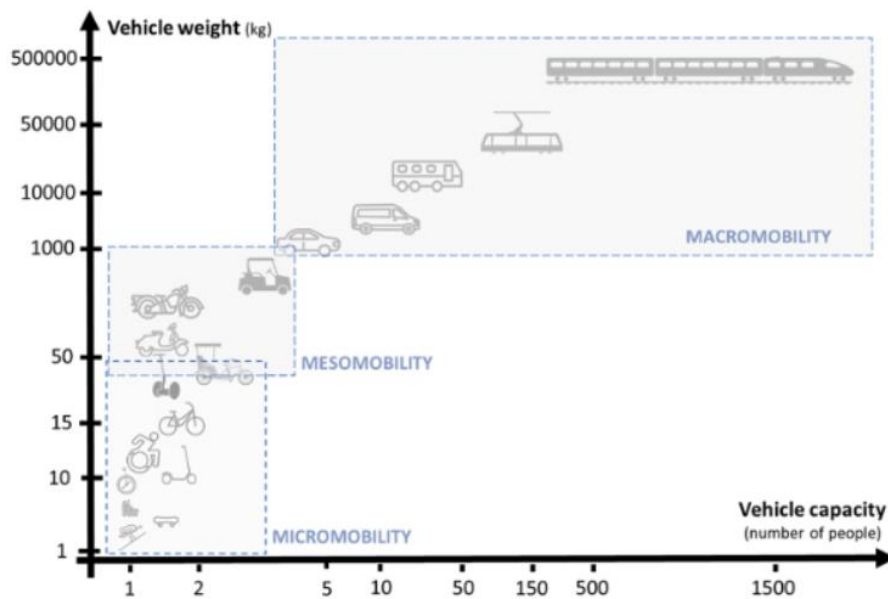 Vehicle weight (kg)
500000
50000
10000
MACROMOBILITY
1000
50
MESOMOBILITY
15
10
Vehicle capacity
(number of people)
MICROMOBILITY
1
1 2 5 10 50 150 500 1500